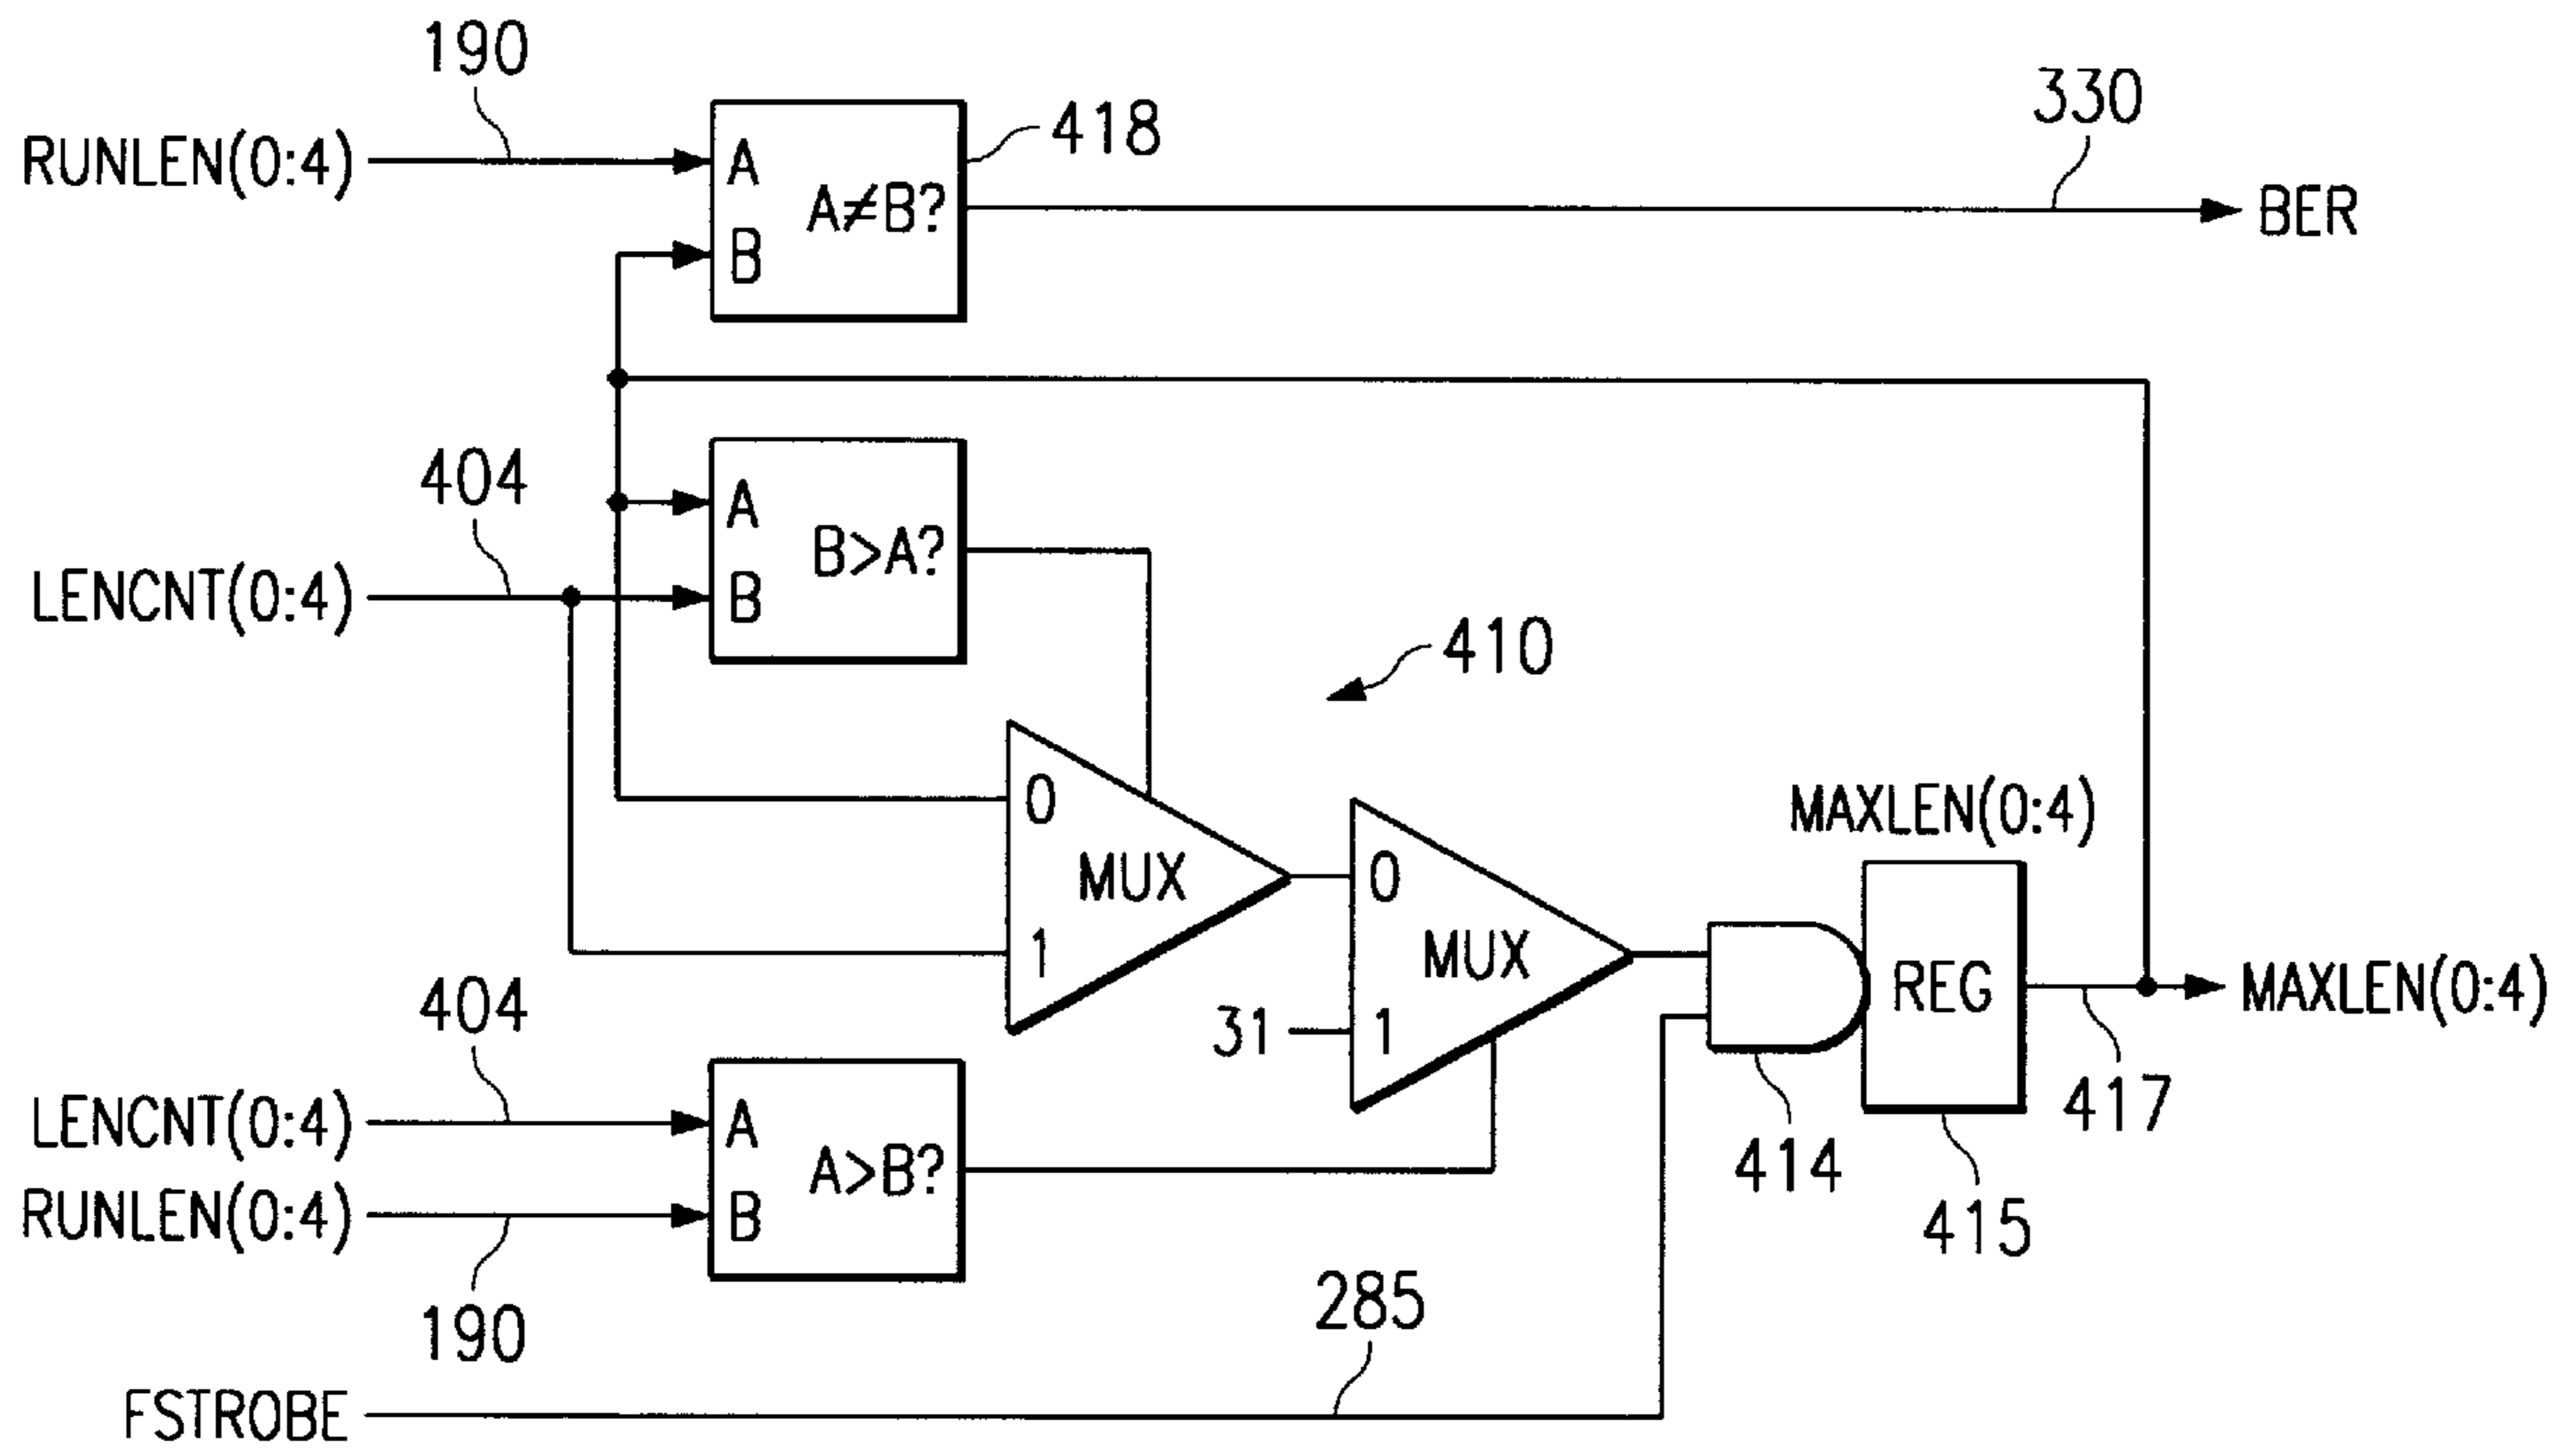 190
RUNLEN(0:4)
A
B
A≠B?
418
330
BER
404
LENCNT(0:4)
A
B
B>A?
410
0
MUX
1
0
MUX
1
31
MAXLEN(0:4)
REG
MAXLEN(0:4)
417
414
415
404
LENCNT(0:4)
RUNLEN(0:4)
190
A
B
A>B?
285
FSTROBE